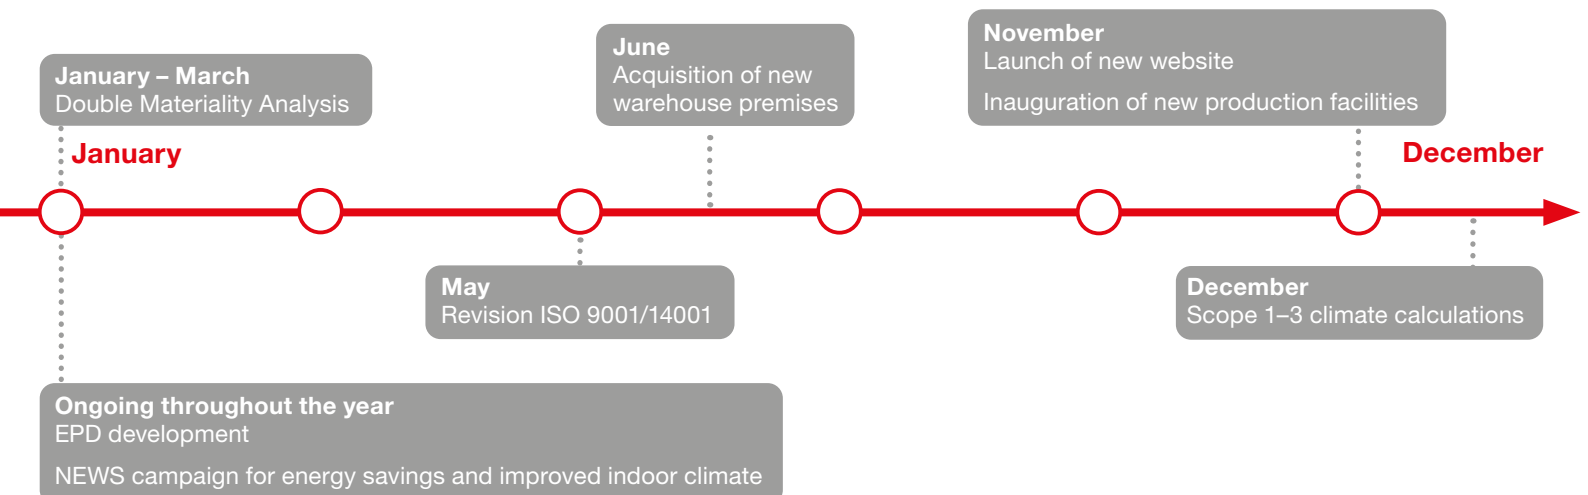 January – March
Double Materiality Analysis
June
Acquisition of new
warehouse premises
November
Launch of new website
Inauguration of new production facilities
January
December
May
Revision ISO 9001/14001
December
Scope 1–3 climate calculations
Ongoing throughout the year
EPD development
NEWS campaign for energy savings and improved indoor climate